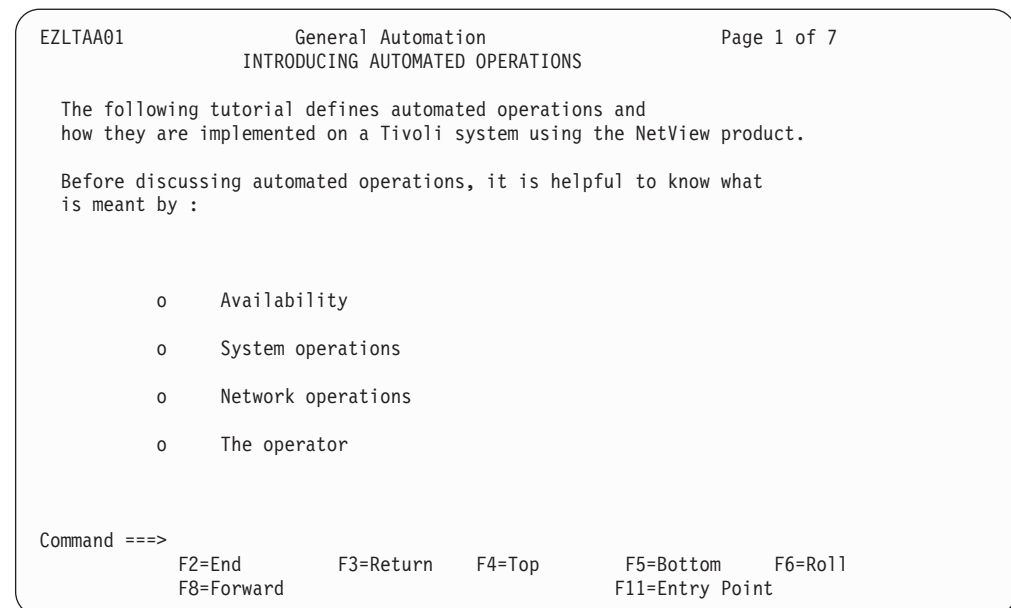 EZLTAA01 General Automation Page 1 of 7
INTRODUCING AUTOMATED OPERATIONS
The following tutorial defines automated operations and
how they are implemented on a Tivoli system using the NetView product.
Before discussing automated operations, it is helpful to know what
is meant by :
o Availability
o System operations
o Network operations
o The operator
Command ===>
F2=End F3=Return F4=Top F5=Bottom F6=Roll
F8=Forward F11=Entry Point